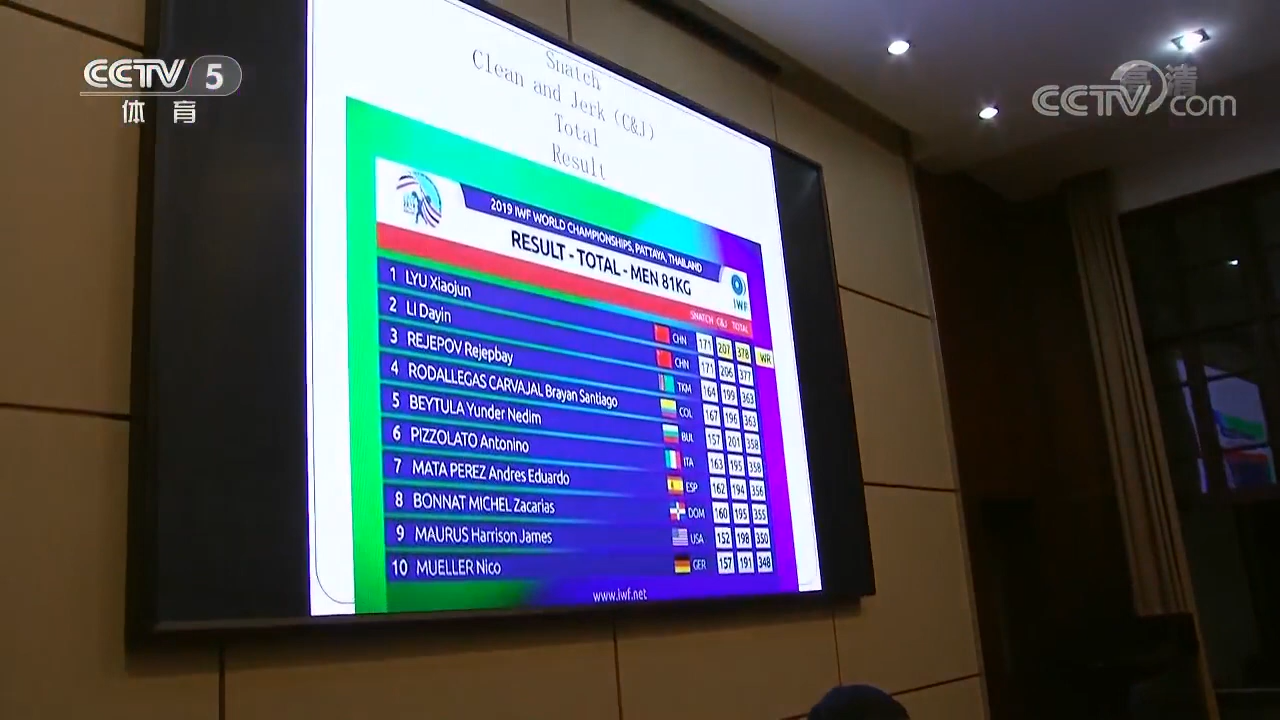 CCTV 5
体育
高清
CCTV.com
Snatch
Clean and Jerk (C&J)
Total
Result
2019 IWF WORLD CHAMPIONSHIPS, PATTAYA, THAILAND
RESULT - TOTAL - MEN 81KG
IWF
SNATCH C&J TOTAL
1 LYU Xiaojun CHN 171 207 378 WR
2 LI Dayin CHN 171 206 377
3 REJEPOV Rejepbay TKM 164 199 363
4 RODALLEGAS CARVAJAL Brayan Santiago COL 167 196 363
5 BEYTULA Yunder Nedim BUL 157 201 358
6 PIZZOLATO Antonino ITA 163 195 358
7 MATA PEREZ Andres Eduardo ESP 162 194 356
8 BONNAT MICHEL Zacarias DOM 160 195 355
9 MAURUS Harrison James USA 152 198 350
10 MUELLER Nico GER 157 191 348
www.iwf.net